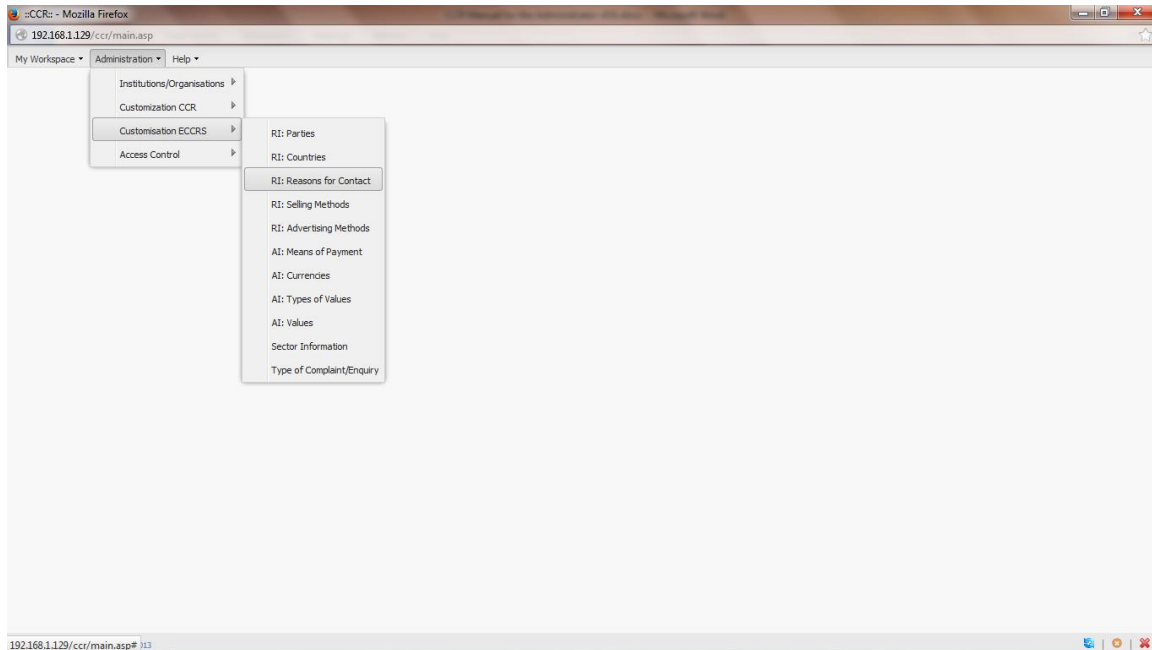 ::CCR:: - Mozilla Firefox
192.168.1.129/ccr/main.asp
My Workspace Administration Help
Institutions/Organisations
Customization CCR
Customisation ECCRS
Access Control
RI: Parties
RI: Countries
RI: Reasons for Contact
RI: Selling Methods
RI: Advertising Methods
AI: Means of Payment
AI: Currencies
AI: Types of Values
AI: Values
Sector Information
Type of Complaint/Enquiry
192.168.1.129/ccr/main.asp# 013